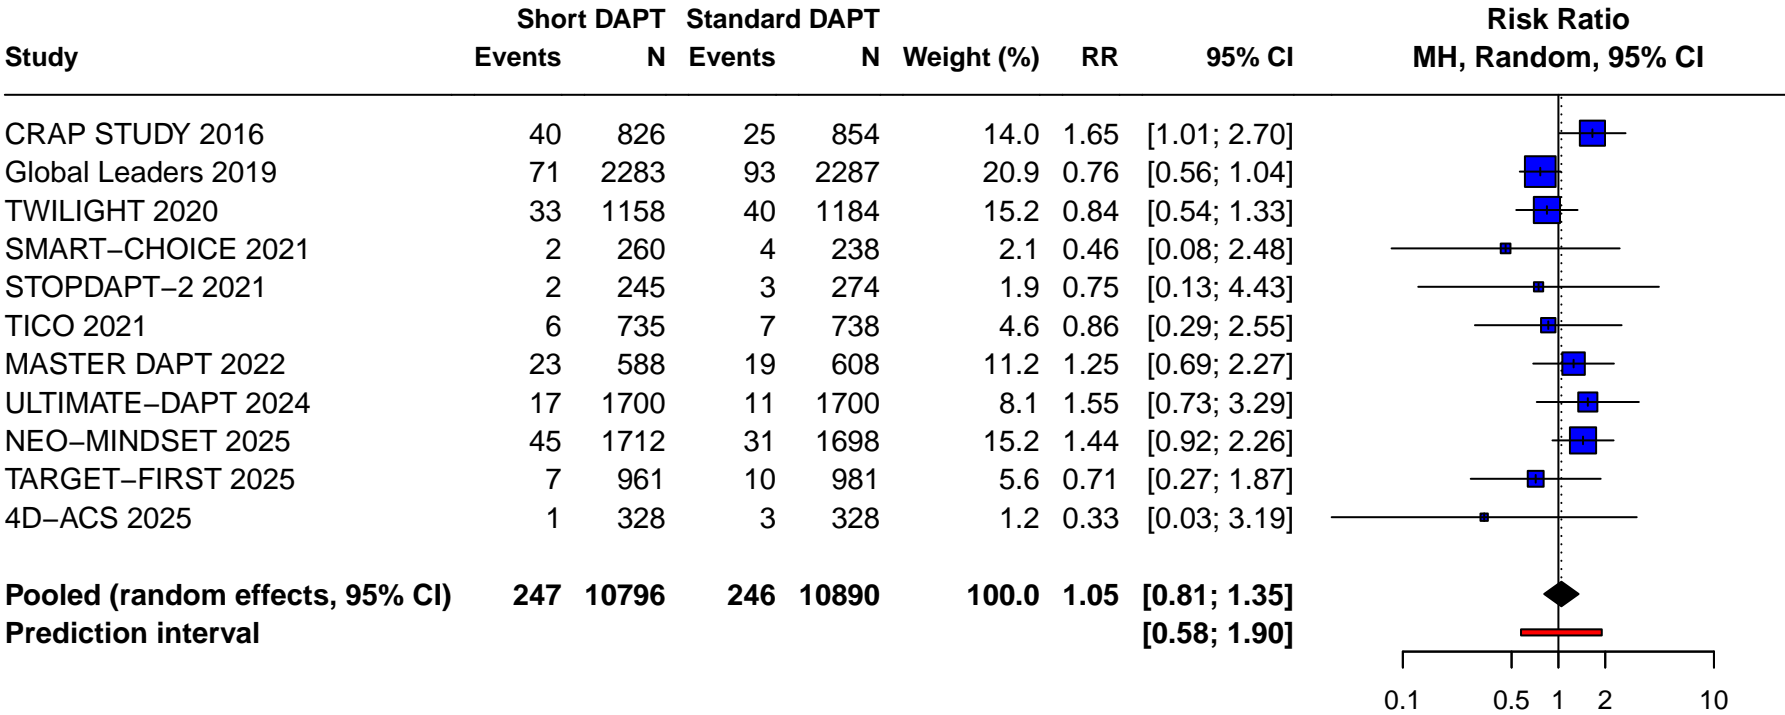 Short DAPT Standard DAPT Risk Ratio
Study Events N Events N Weight (%) RR 95% CI MH, Random, 95% CI
CRAP STUDY 2016 40 826 25 854 14.0 1.65 [1.01; 2.70]
Global Leaders 2019 71 2283 93 2287 20.9 0.76 [0.56; 1.04]
TWILIGHT 2020 33 1158 40 1184 15.2 0.84 [0.54; 1.33]
SMART−CHOICE 2021 2 260 4 238 2.1 0.46 [0.08; 2.48]
STOPDAPT−2 2021 2 245 3 274 1.9 0.75 [0.13; 4.43]
TICO 2021 6 735 7 738 4.6 0.86 [0.29; 2.55]
MASTER DAPT 2022 23 588 19 608 11.2 1.25 [0.69; 2.27]
ULTIMATE−DAPT 2024 17 1700 11 1700 8.1 1.55 [0.73; 3.29]
NEO−MINDSET 2025 45 1712 31 1698 15.2 1.44 [0.92; 2.26]
TARGET−FIRST 2025 7 961 10 981 5.6 0.71 [0.27; 1.87]
4D−ACS 2025 1 328 3 328 1.2 0.33 [0.03; 3.19]
Pooled (random effects, 95% CI) 247 10796 246 10890 100.0 1.05 [0.81; 1.35]
Prediction interval [0.58; 1.90]
0.1 0.5 1 2 10